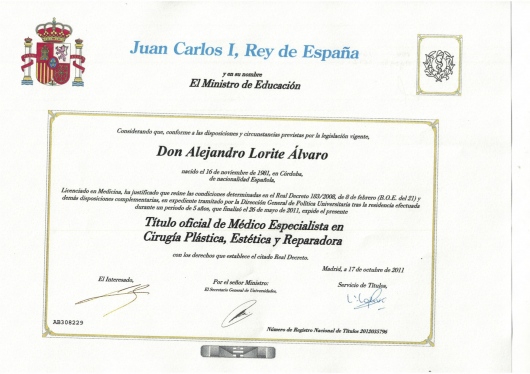 Juan Carlos I, Rey de España
y en su nombre
El Ministro de Educación
Considerando que, conforme a las disposiciones y circunstancias previstas por la legislación vigente,
Don Alejandro Lorite Álvaro
nacido el 16 de noviembre de 1981, en Córdoba,
de nacionalidad Española,
Licenciado en Medicina, ha justificado que reúne las condiciones determinadas en el Real Decreto 183/2008, de 8 de febrero (B.O.E. del 21) y
demás disposiciones complementarias, en expediente tramitado por la Dirección General de Política Universitaria tras la residencia efectuada
durante un periodo de 5 años, que finalizó el 26 de mayo de 2011, expide el presente
Título oficial de Médico Especialista en
Cirugía Plástica, Estética y Reparadora
con los derechos que establece el citado Real Decreto.
Madrid, a 17 de octubre de 2011
El Interesado,
Por el señor Ministro:
El Secretario General de Universidades,
Servicio de Títulos,
AB308229
Número de Registro Nacional de Títulos 2012035796